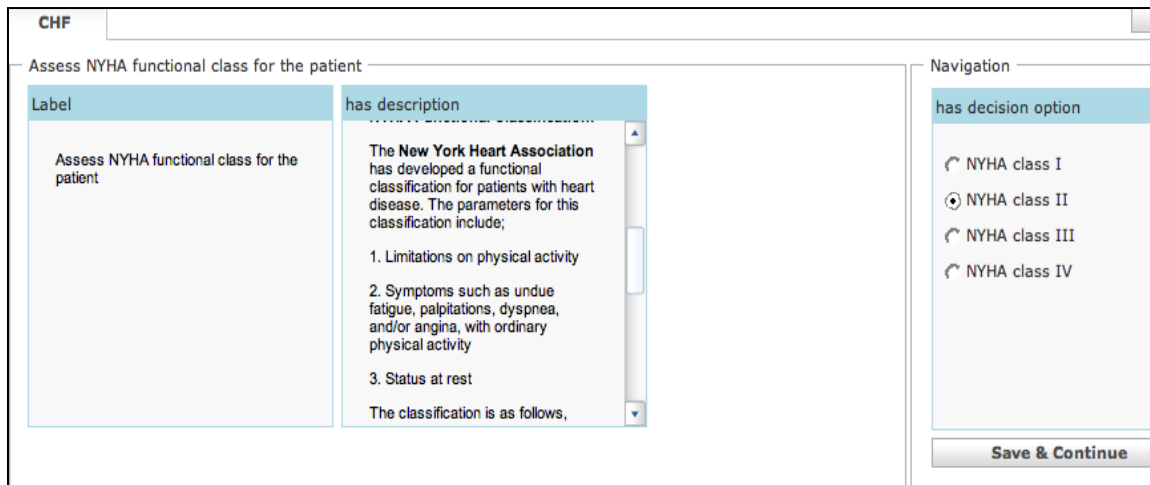 CHF
Assess NYHA functional class for the patient
Label
Assess NYHA functional class for the
patient
has description
The New York Heart Association
has developed a functional
classification for patients with heart
disease. The parameters for this
classification include;
1. Limitations on physical activity
2. Symptoms such as undue
fatigue, palpitations, dyspnea,
and/or angina, with ordinary
physical activity
3. Status at rest
The classification is as follows,
Navigation
has decision option
NYHA class I
NYHA class II
NYHA class III
NYHA class IV
Save & Continue